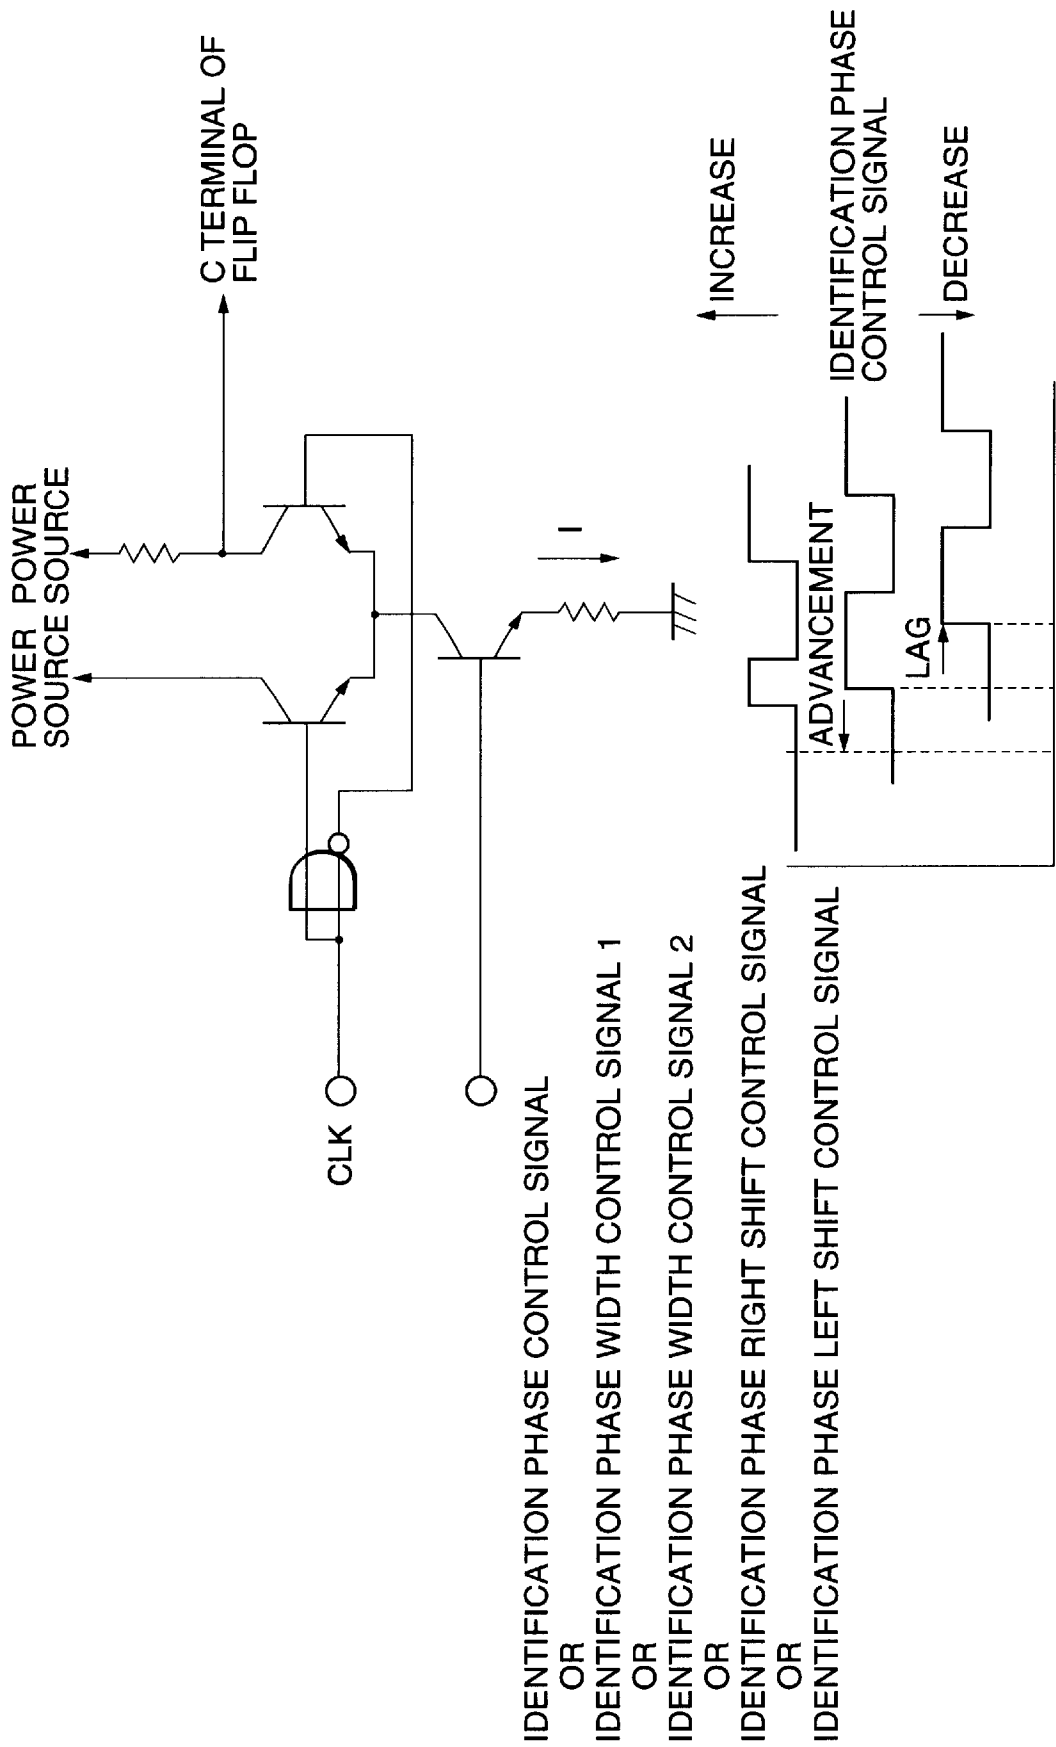 POWER POWER
SOURCE SOURCE
C TERMINAL OF
FLIP FLOP
CLK
I
IDENTIFICATION PHASE CONTROL SIGNAL
OR
IDENTIFICATION PHASE WIDTH CONTROL SIGNAL 1
OR
IDENTIFICATION PHASE WIDTH CONTROL SIGNAL 2
OR
IDENTIFICATION PHASE RIGHT SHIFT CONTROL SIGNAL
OR
IDENTIFICATION PHASE LEFT SHIFT CONTROL SIGNAL
INCREASE
ADVANCEMENT
IDENTIFICATION PHASE
CONTROL SIGNAL
LAG
DECREASE